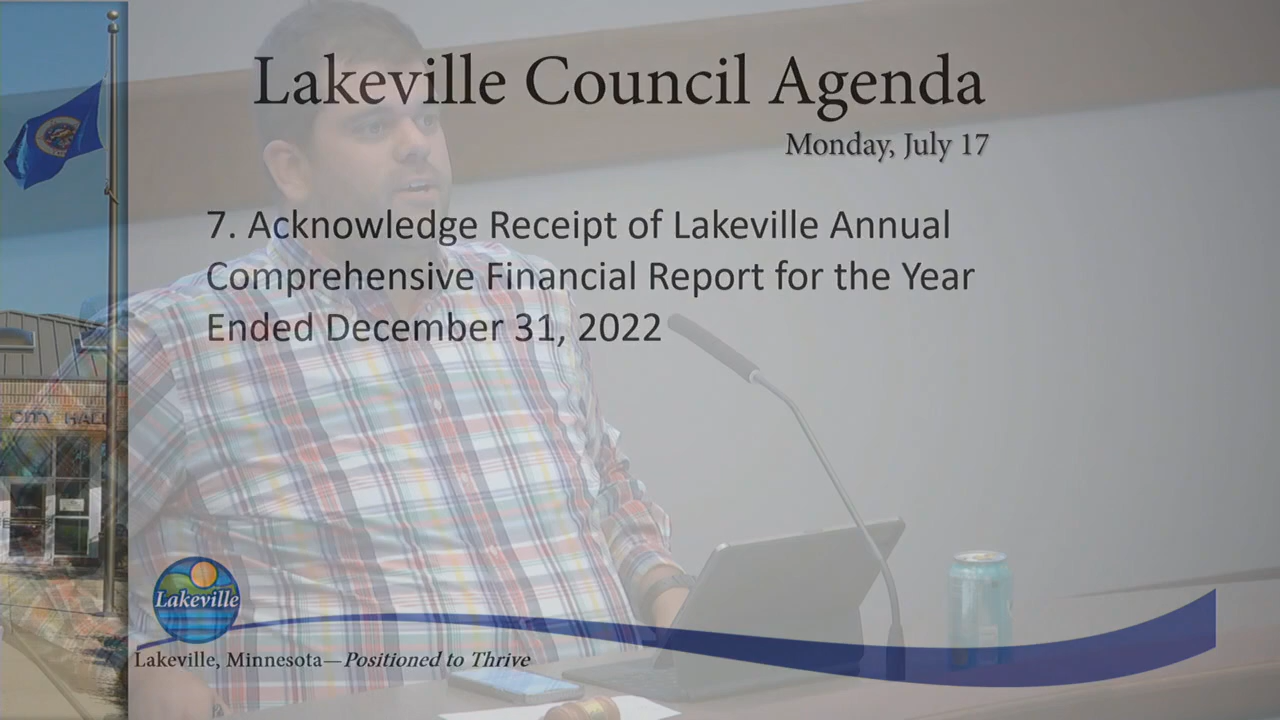 Lakeville Council Agenda
Monday, July 17
7. Acknowledge Receipt of Lakeville Annual
Comprehensive Financial Report for the Year
Ended December 31, 2022
CITY HALL
Lakeville
Lakeville, Minnesota—Positioned to Thrive